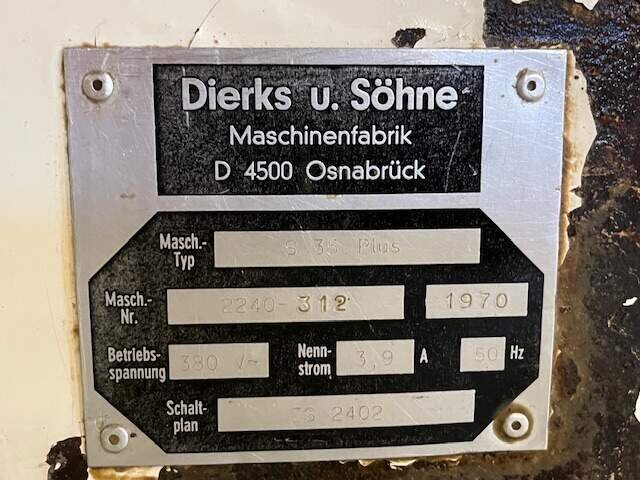 Dierks u. Söhne
Maschinenfabrik
D 4500 Osnabrück
Masch.-Typ S 35 Plus
Masch.-Nr. 2240-312 1970
Betriebs-spannung 380 V~ Nenn-strom 3,9 A 50 Hz
Schalt-plan 2402